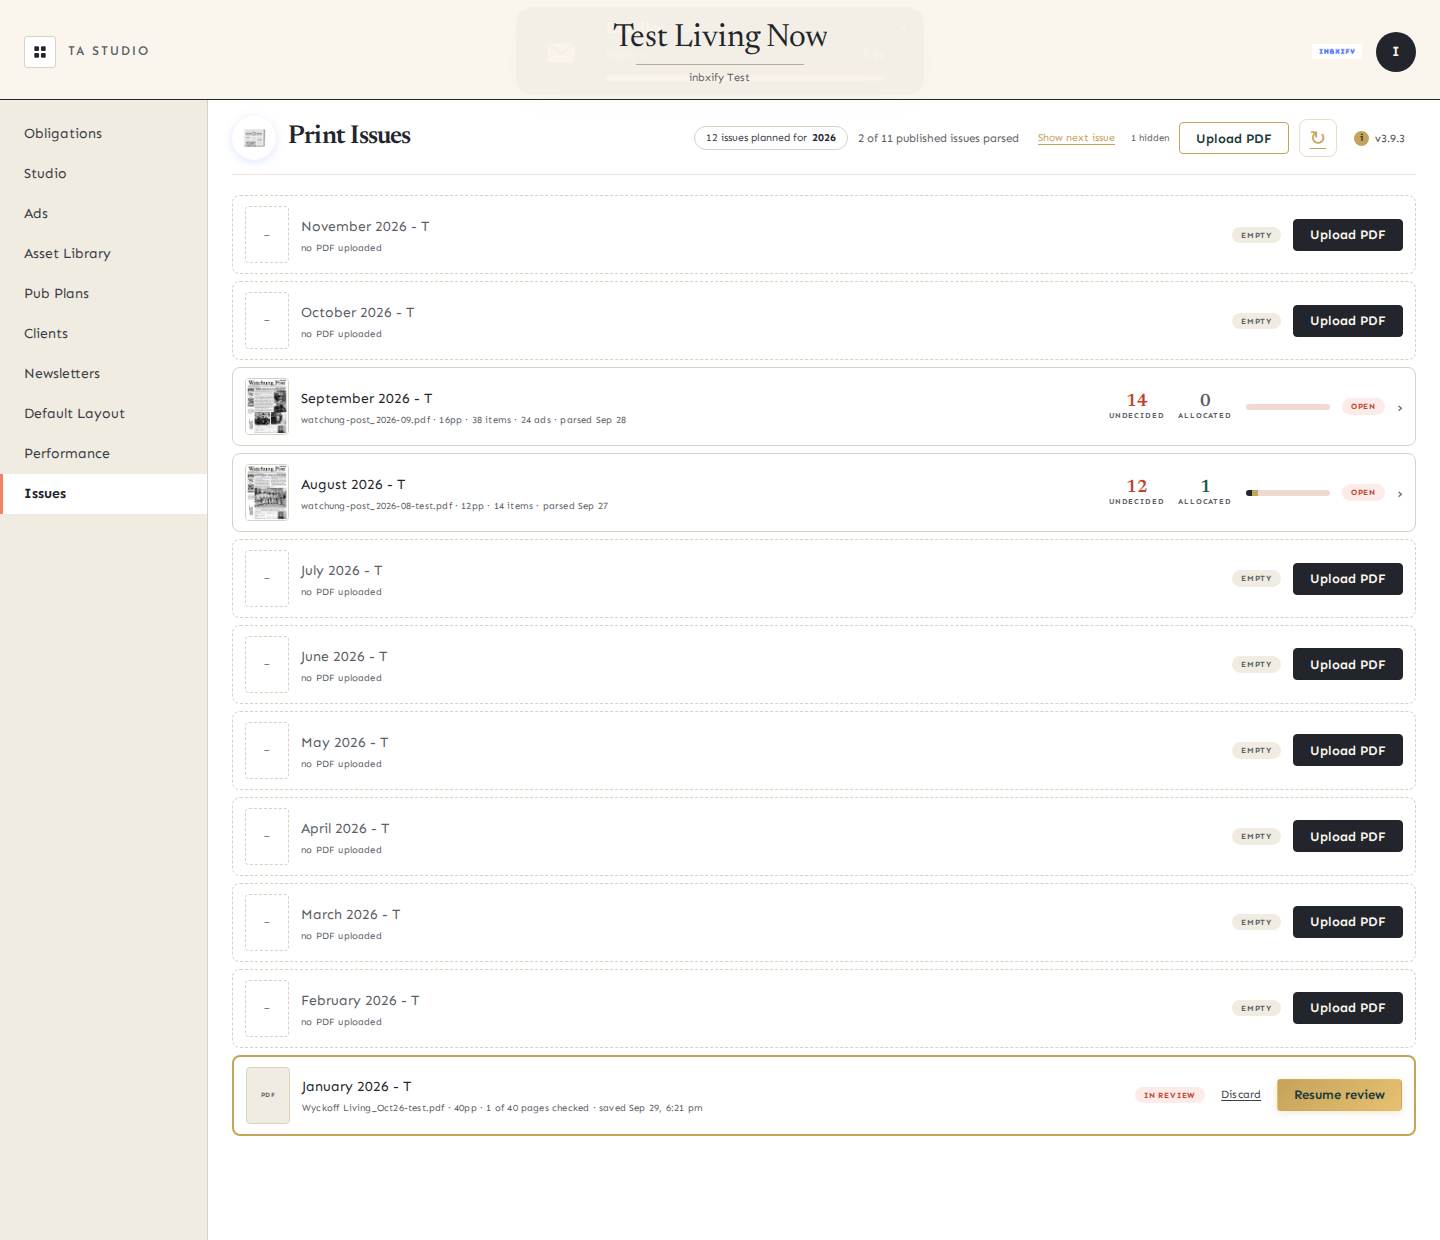 TA STUDIO
Test Living Now
inbxify Test
INBXIFY
I
Obligations
Studio
Ads
Asset Library
Pub Plans
Clients
Newsletters
Default Layout
Performance
Issues
Print Issues
12 issues planned for 2026
2 of 11 published issues parsed
Show next issue
1 hidden
Upload PDF
↻
i
v3.9.3
–
November 2026 - T
no PDF uploaded
EMPTY
Upload PDF
–
October 2026 - T
no PDF uploaded
EMPTY
Upload PDF
Watchung Post
September 2026 - T
watchung-post_2026-09.pdf · 16pp · 38 items · 24 ads · parsed Sep 28
14
UNDECIDED
0
ALLOCATED
OPEN
›
Watchung Post
August 2026 - T
watchung-post_2026-08-test.pdf · 12pp · 14 items · parsed Sep 27
12
UNDECIDED
1
ALLOCATED
OPEN
›
–
July 2026 - T
no PDF uploaded
EMPTY
Upload PDF
–
June 2026 - T
no PDF uploaded
EMPTY
Upload PDF
–
May 2026 - T
no PDF uploaded
EMPTY
Upload PDF
–
April 2026 - T
no PDF uploaded
EMPTY
Upload PDF
–
March 2026 - T
no PDF uploaded
EMPTY
Upload PDF
–
February 2026 - T
no PDF uploaded
EMPTY
Upload PDF
PDF
January 2026 - T
Wyckoff Living_Oct26-test.pdf · 40pp · 1 of 40 pages checked · saved Sep 29, 6:21 pm
IN REVIEW
Discard
Resume review